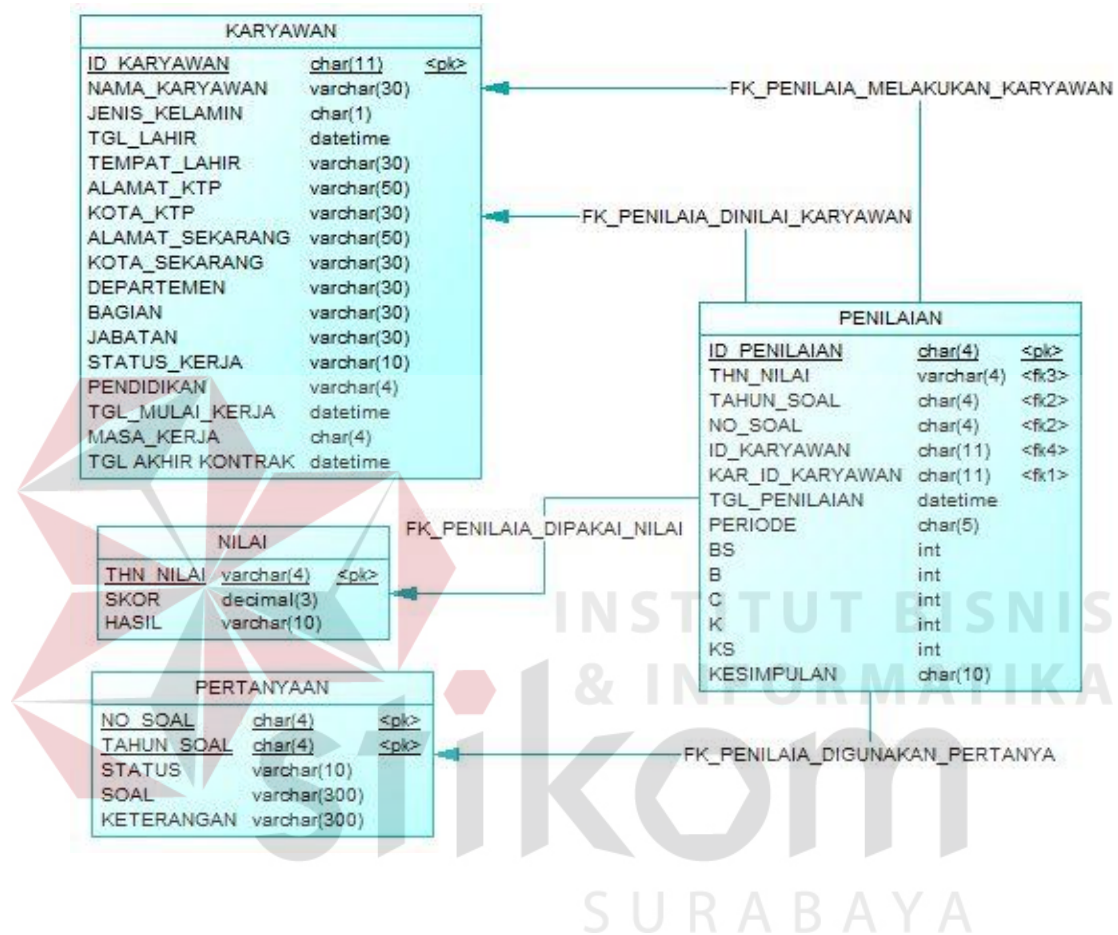 KARYAWAN
ID_KARYAWAN char(11) <pk>
NAMA_KARYAWAN varchar(30)
JENIS_KELAMIN char(1)
TGL_LAHIR datetime
TEMPAT_LAHIR varchar(30)
ALAMAT_KTP varchar(50)
KOTA_KTP varchar(30)
ALAMAT_SEKARANG varchar(50)
KOTA_SEKARANG varchar(30)
DEPARTEMEN varchar(30)
BAGIAN varchar(30)
JABATAN varchar(30)
STATUS_KERJA varchar(10)
PENDIDIKAN varchar(4)
TGL_MULAI_KERJA datetime
MASA_KERJA char(4)
TGL AKHIR KONTRAK datetime
FK_PENILAIA_MELAKUKAN_KARYAWAN
FK_PENILAIA_DINILAI_KARYAWAN
PENILAIAN
ID_PENILAIAN char(4) <pk>
THN_NILAI varchar(4) <fk3>
TAHUN_SOAL char(4) <fk2>
NO_SOAL char(4) <fk2>
ID_KARYAWAN char(11) <fk4>
KAR_ID_KARYAWAN char(11) <fk1>
TGL_PENILAIAN datetime
PERIODE char(5)
BS int
B int
C int
K int
KS int
KESIMPULAN char(10)
FK_PENILAIA_DIPAKAI_NILAI
NILAI
THN_NILAI varchar(4) <pk>
SKOR decimal(3)
HASIL varchar(10)
PERTANYAAN
NO_SOAL char(4) <pk>
TAHUN_SOAL char(4) <pk>
STATUS varchar(10)
SOAL varchar(300)
KETERANGAN varchar(300)
FK_PENILAIA_DIGUNAKAN_PERTANYA
INSTITUT BISNIS
& INFORMATIKA
stikom
SURABAYA